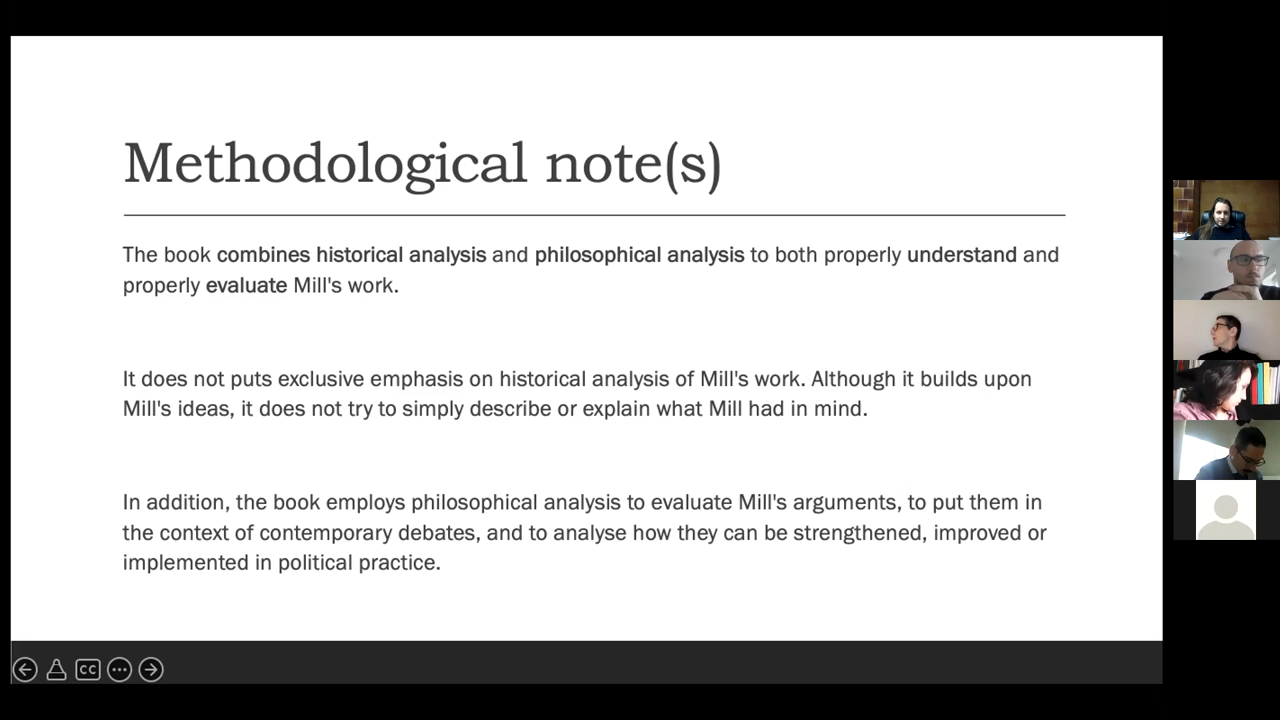 Methodological note(s)
The book combines historical analysis and philosophical analysis to both properly understand and
properly evaluate Mill's work.
It does not puts exclusive emphasis on historical analysis of Mill's work. Although it builds upon
Mill's ideas, it does not try to simply describe or explain what Mill had in mind.
In addition, the book employs philosophical analysis to evaluate Mill's arguments, to put them in
the context of contemporary debates, and to analyse how they can be strengthened, improved or
implemented in political practice.
CC